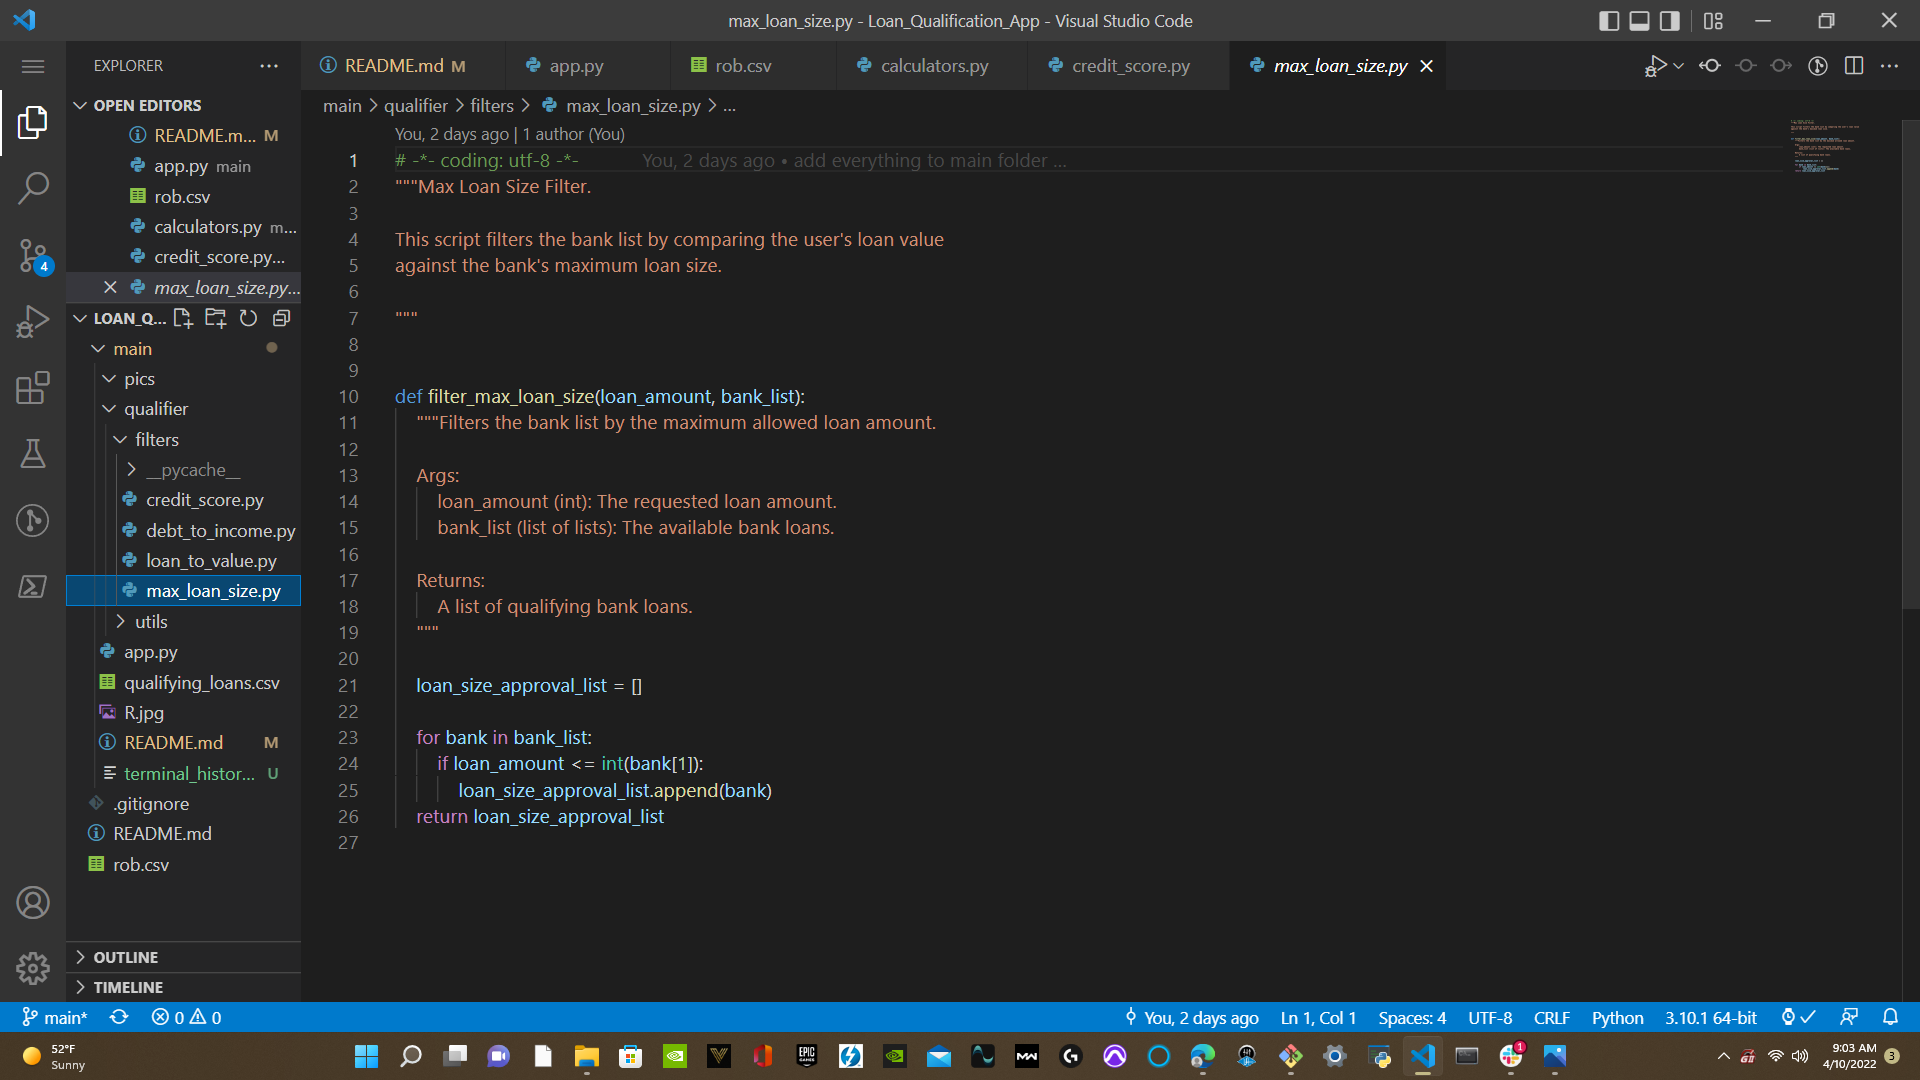 max_loan_size.py - Loan_Qualification_App - Visual Studio Code
EXPLORER
README.md M
app.py
rob.csv
calculators.py
credit_score.py
max_loan_size.py
OPEN EDITORS
README.m... M
app.py main
rob.csv
calculators.py m...
credit_score.py...
max_loan_size.py...
4
LOAN_Q...
main
pics
qualifier
filters
__pycache__
credit_score.py
debt_to_income.py
loan_to_value.py
max_loan_size.py
utils
app.py
qualifying_loans.csv
R.jpg
README.md M
terminal_histor... U
.gitignore
README.md
rob.csv
OUTLINE
TIMELINE
main > qualifier > filters > max_loan_size.py > ...
You, 2 days ago | 1 author (You)
1 # -*- coding: utf-8 -*- You, 2 days ago • add everything to main folder ...
2 """Max Loan Size Filter.
3
4 This script filters the bank list by comparing the user's loan value
5 against the bank's maximum loan size.
6
7 """
8
9
10 def filter_max_loan_size(loan_amount, bank_list):
11 """Filters the bank list by the maximum allowed loan amount.
12
13 Args:
14 loan_amount (int): The requested loan amount.
15 bank_list (list of lists): The available bank loans.
16
17 Returns:
18 A list of qualifying bank loans.
19 """
20
21 loan_size_approval_list = []
22
23 for bank in bank_list:
24 if loan_amount <= int(bank[1]):
25 loan_size_approval_list.append(bank)
26 return loan_size_approval_list
27
main* 0 0
You, 2 days ago Ln 1, Col 1 Spaces: 4 UTF-8 CRLF Python 3.10.1 64-bit
52°F
Sunny
EPIC
GAMES
MW
1
9:03 AM
4/10/2022
3